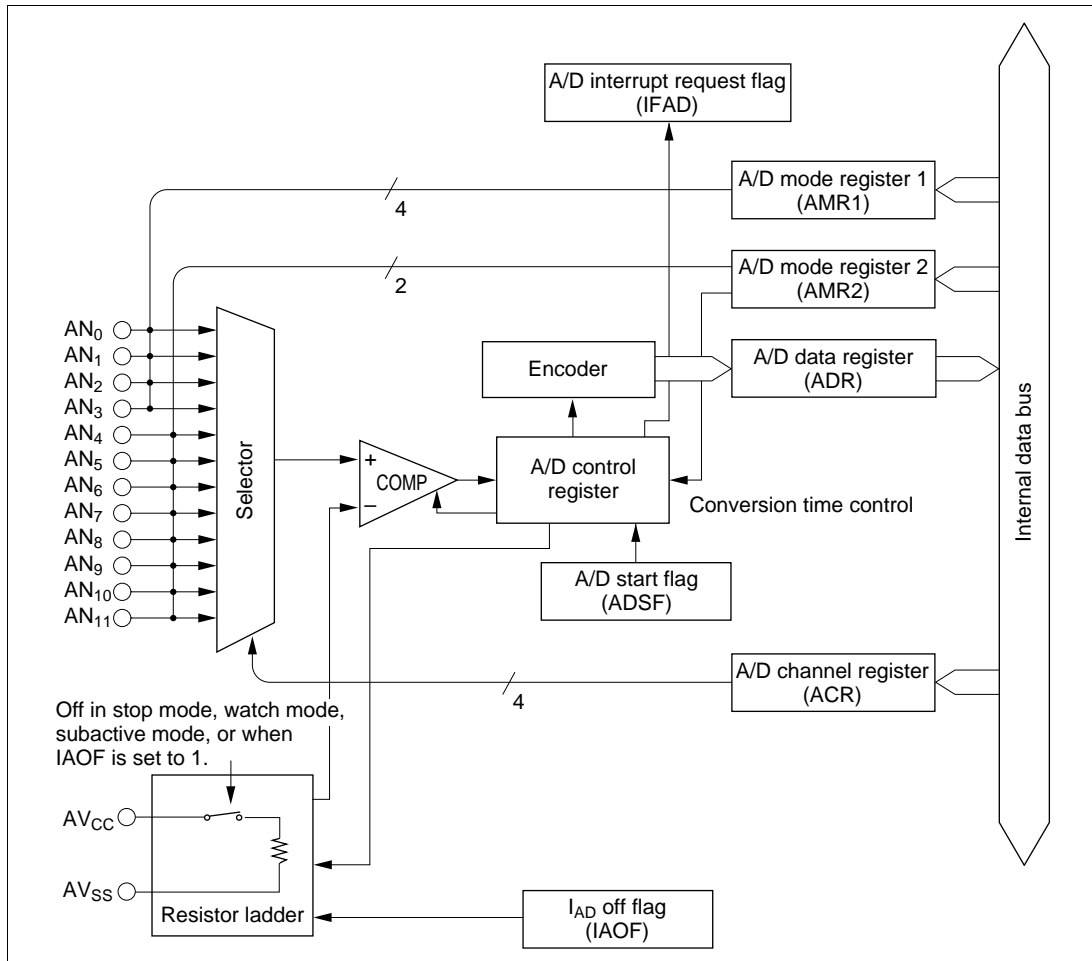 A/D interrupt request flag
(IFAD)
A/D mode register 1
(AMR1)
4
A/D mode register 2
(AMR2)
2
AN0
AN1
AN2
AN3
AN4
AN5
AN6
AN7
AN8
AN9
AN10
AN11
Selector
Encoder
A/D data register
(ADR)
+
COMP
−
A/D control
register
Conversion time control
A/D start flag
(ADSF)
A/D channel register
(ACR)
4
Internal data bus
Off in stop mode, watch mode,
subactive mode, or when
IAOF is set to 1.
AVCC
AVSS
Resistor ladder
IAD off flag
(IAOF)